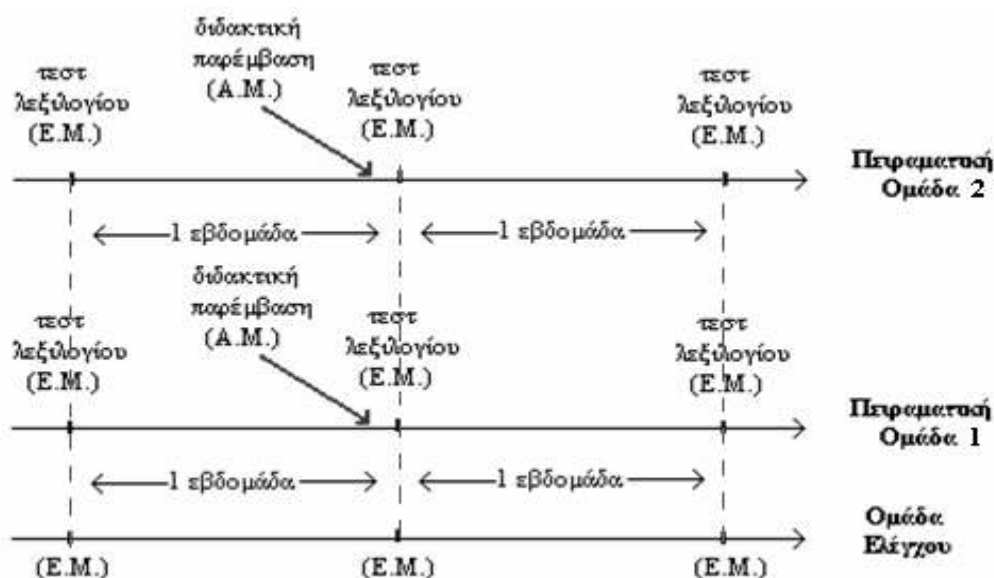 διδακτική
παρέμβαση
(Α.Μ.)
τεστ
λεξιλογίου
(Ε.Μ.)
τεστ
λεξιλογίου
(Ε.Μ.)
τεστ
λεξιλογίου
(Ε.Μ.)
Πειραματική
Ομάδα 2
1 εβδομάδα
1 εβδομάδα
διδακτική
παρέμβαση
(Α.Μ.)
τεστ
λεξιλογίου
(Ε.Μ.)
τεστ
λεξιλογίου
(Ε.Μ.)
τεστ
λεξιλογίου
(Ε.Μ.)
Πειραματική
Ομάδα 1
1 εβδομάδα
1 εβδομάδα
Ομάδα
Ελέγχου
(Ε.Μ.)
(Ε.Μ.)
(Ε.Μ.)